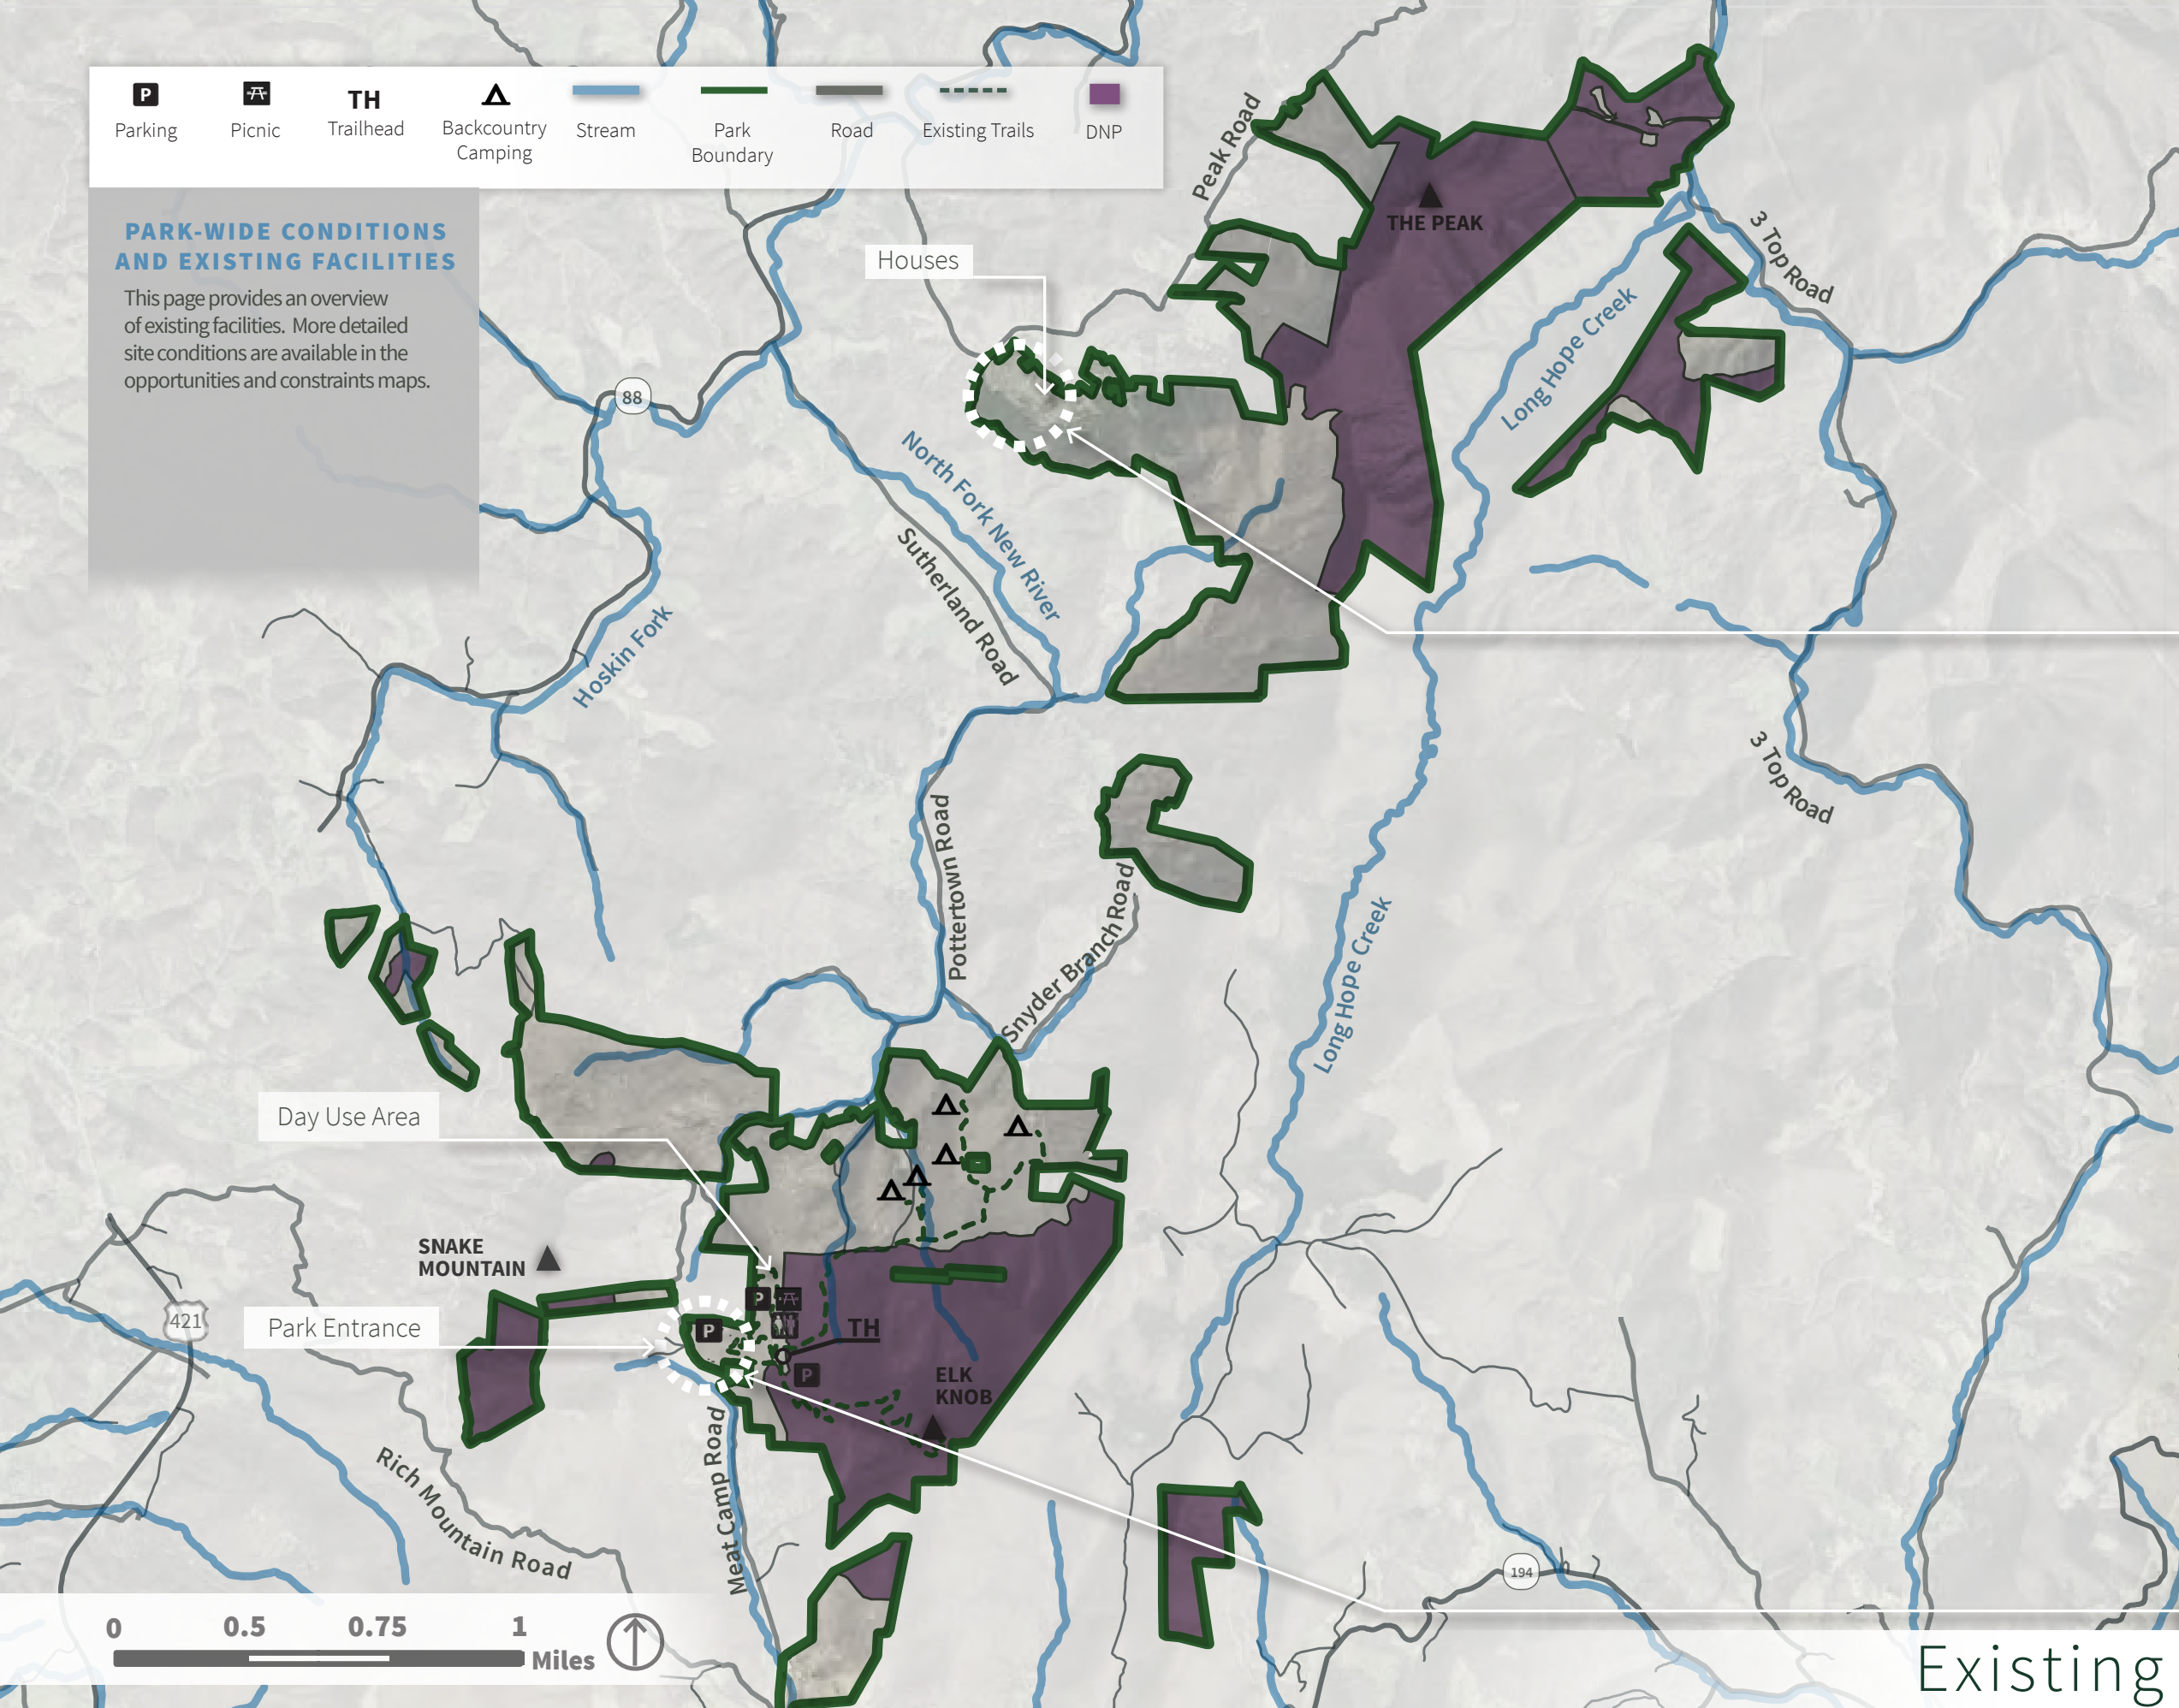 P
TH
Parking
Picnic
Trailhead
Backcountry
Camping
Stream
Park
Boundary
Road
Existing Trails
DNP
PARK-WIDE CONDITIONS
AND EXISTING FACILITIES
This page provides an overview
of existing facilities. More detailed
site conditions are available in the
opportunities and constraints maps.
Peak Road
THE PEAK
3 Top Road
Houses
Long Hope Creek
88
North Fork New River
Sutherland Road
Hoskin Fork
3 Top Road
Pottertown Road
Snyder Branch Road
Long Hope Creek
Day Use Area
SNAKE
MOUNTAIN
421
Park Entrance
P
P
TH
P
ELK
KNOB
Meat Camp Road
Rich Mountain Road
194
0
0.5
0.75
1
Miles
Existing